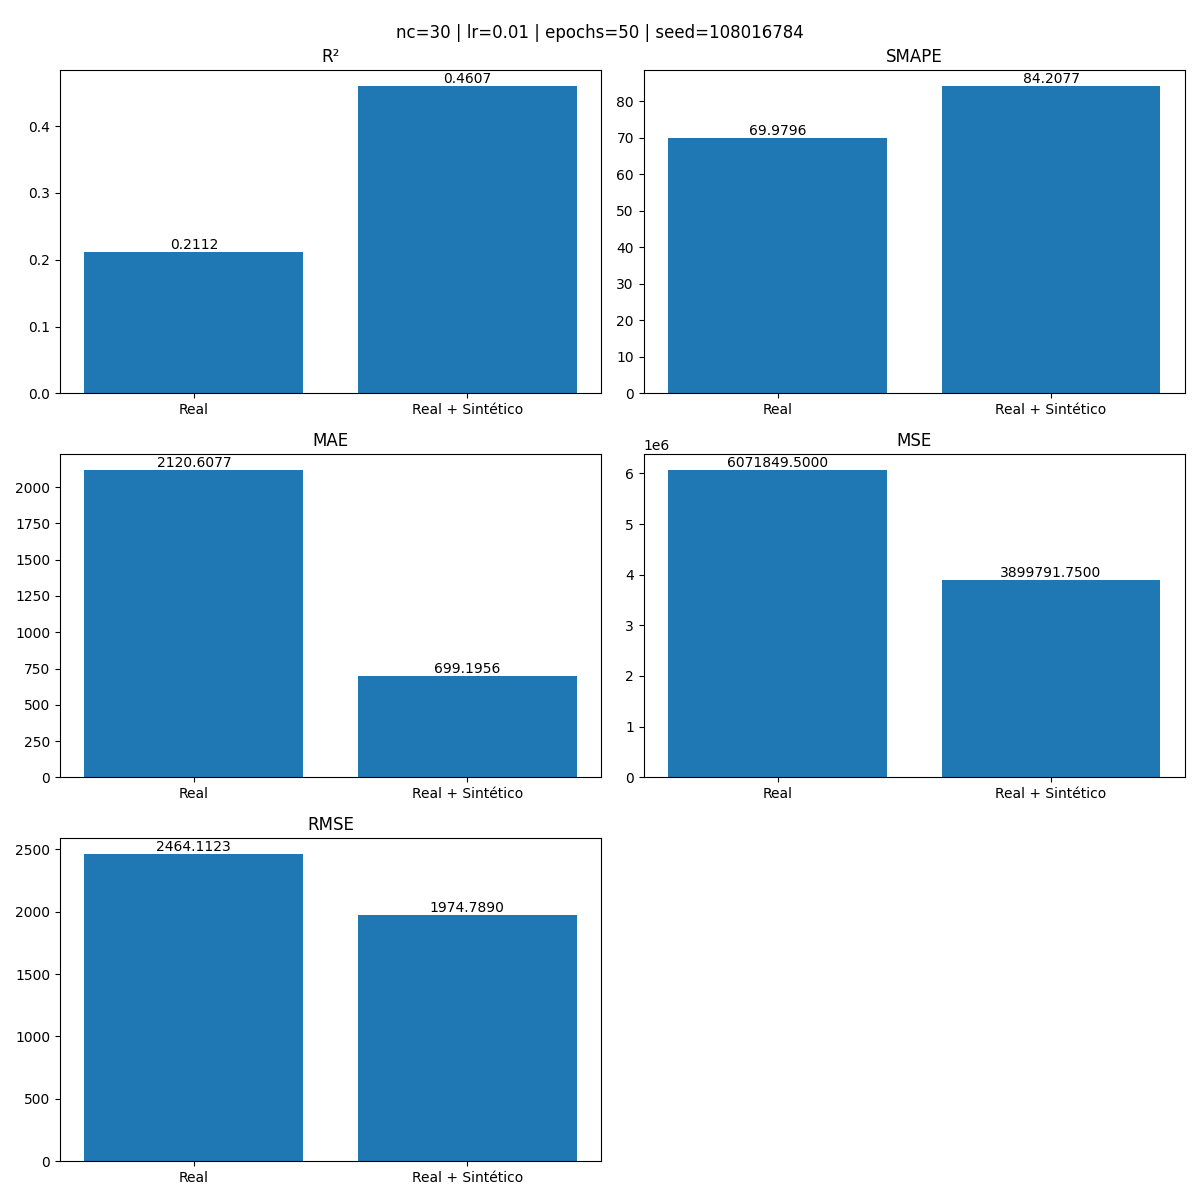 nc=30 | lr=0.01 | epochs=50 | seed=108016784
R²
0.4
0.3
0.2
0.1
0.0
0.2112
0.4607
Real
Real + Sintético
SMAPE
80
70
60
50
40
30
20
10
0
69.9796
84.2077
Real
Real + Sintético
MAE
2000
1750
1500
1250
1000
750
500
250
0
2120.6077
699.1956
Real
Real + Sintético
MSE
1e6
6
5
4
3
2
1
0
6071849.5000
3899791.7500
Real
Real + Sintético
RMSE
2500
2000
1500
1000
500
0
2464.1123
1974.7890
Real
Real + Sintético